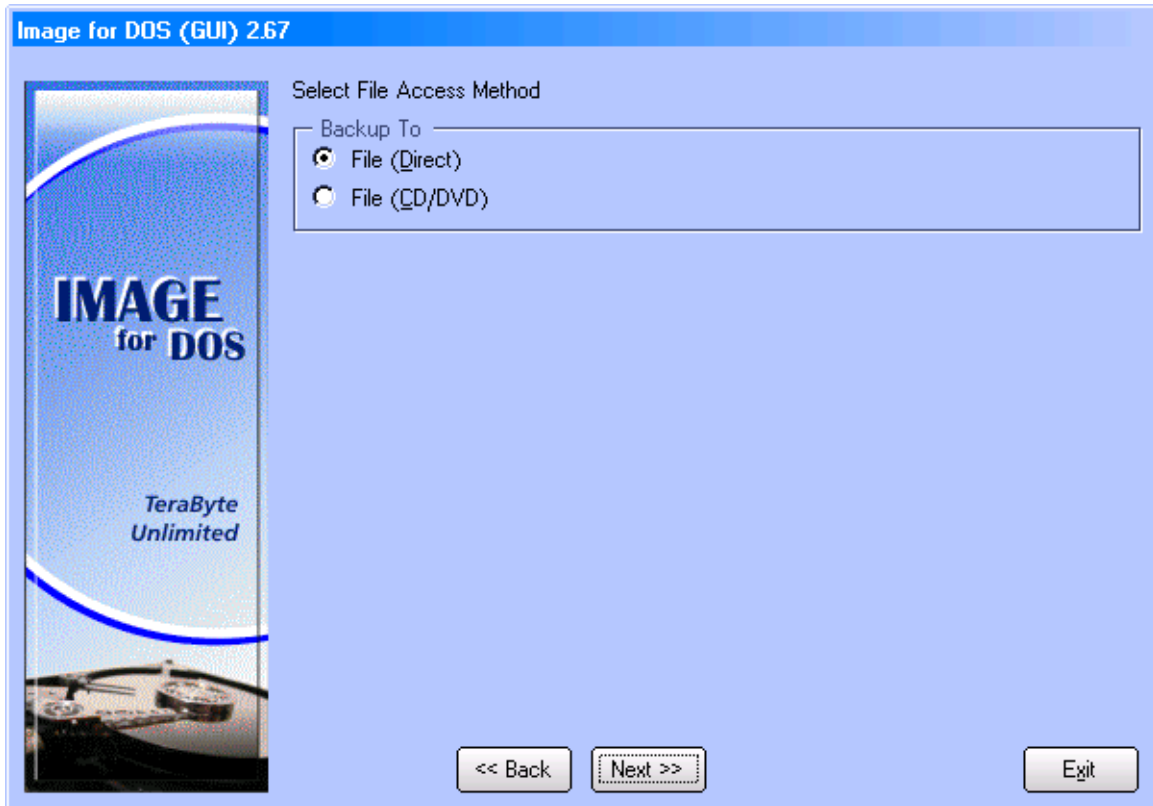 Image for DOS (GUI) 2.67
Select File Access Method
Backup To
File (Direct)
File (CD/DVD)
IMAGE
for DOS
TeraByte
Unlimited
<< Back
Next >>
Exit